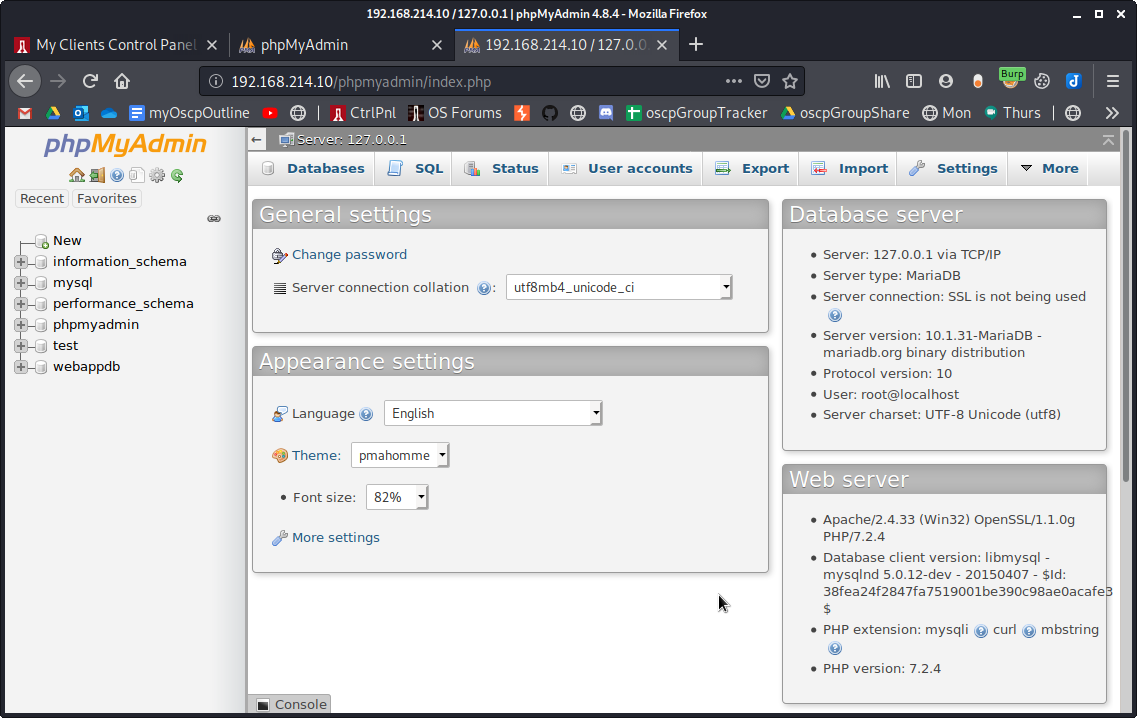 192.168.214.10 / 127.0.0.1 | phpMyAdmin 4.8.4 - Mozilla Firefox
My Clients Control Panel
phpMyAdmin
192.168.214.10 / 127.0.0.
192.168.214.10/phpmyadmin/index.php
Burp
myOscpOutline
CtrlPnl
OS Forums
oscpGroupTracker
oscpGroupShare
Mon
Thurs
phpMyAdmin
Recent
Favorites
New
information_schema
mysql
performance_schema
phpmyadmin
test
webappdb
Server: 127.0.0.1
Databases
SQL
Status
User accounts
Export
Import
Settings
More
General settings
Change password
Server connection collation :
utf8mb4_unicode_ci
Appearance settings
Language
English
Theme:
pmahomme
• Font size:
82%
More settings
Console
Database server
• Server: 127.0.0.1 via TCP/IP
• Server type: MariaDB
• Server connection: SSL is not being used
• Server version: 10.1.31-MariaDB -
mariadb.org binary distribution
• Protocol version: 10
• User: root@localhost
• Server charset: UTF-8 Unicode (utf8)
Web server
• Apache/2.4.33 (Win32) OpenSSL/1.1.0g
PHP/7.2.4
• Database client version: libmysql -
mysqlnd 5.0.12-dev - 20150407 - $Id:
38fea24f2847fa7519001be390c98ae0acafe3
$
• PHP extension: mysqli curl mbstring
• PHP version: 7.2.4